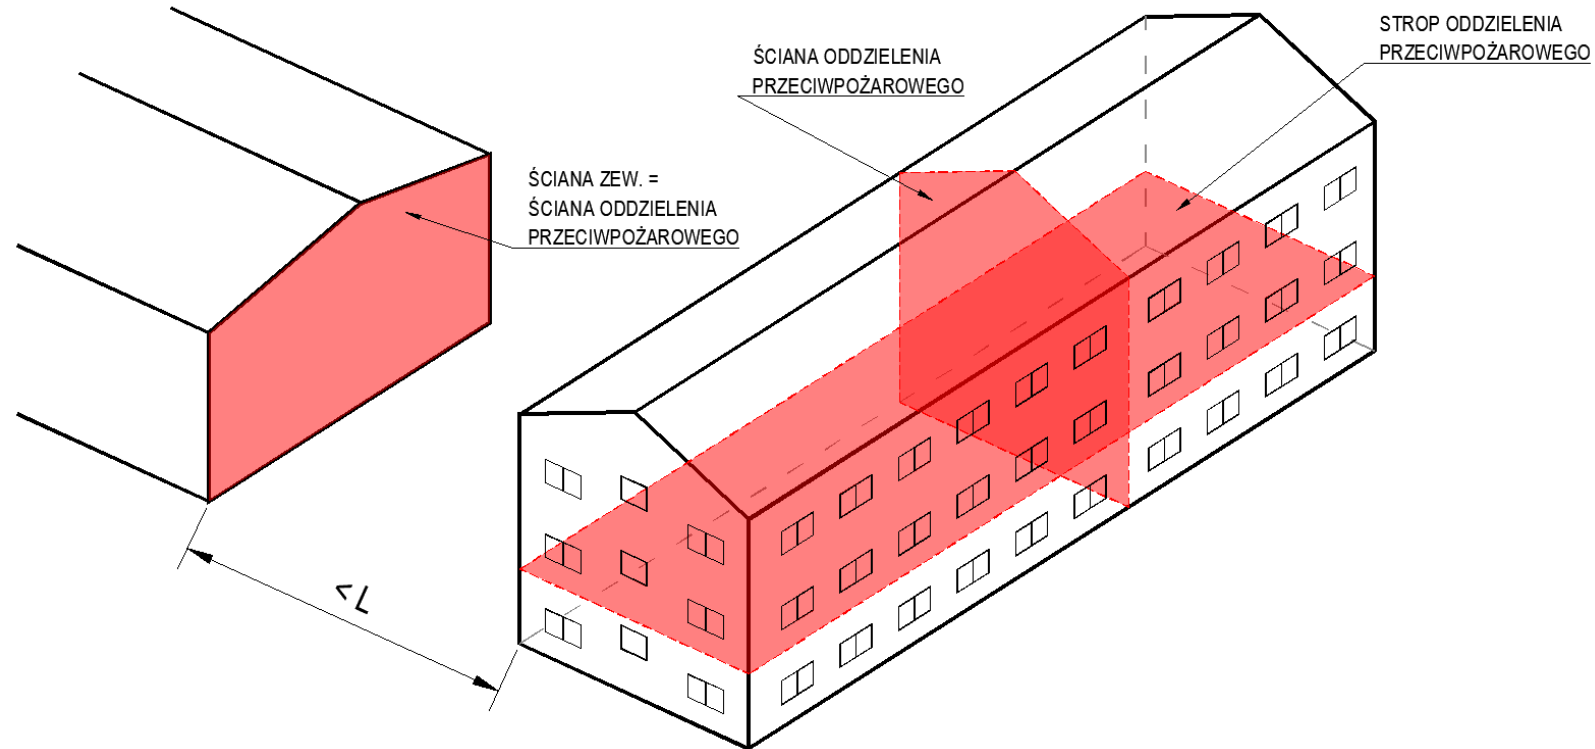 ŚCIANA ODDZIELENIA
PRZECIWPOŻAROWEGO
STROP ODDZIELENIA
PRZECIWPOŻAROWEGO
ŚCIANA ZEW. =
ŚCIANA ODDZIELENIA
PRZECIWPOŻAROWEGO
<L